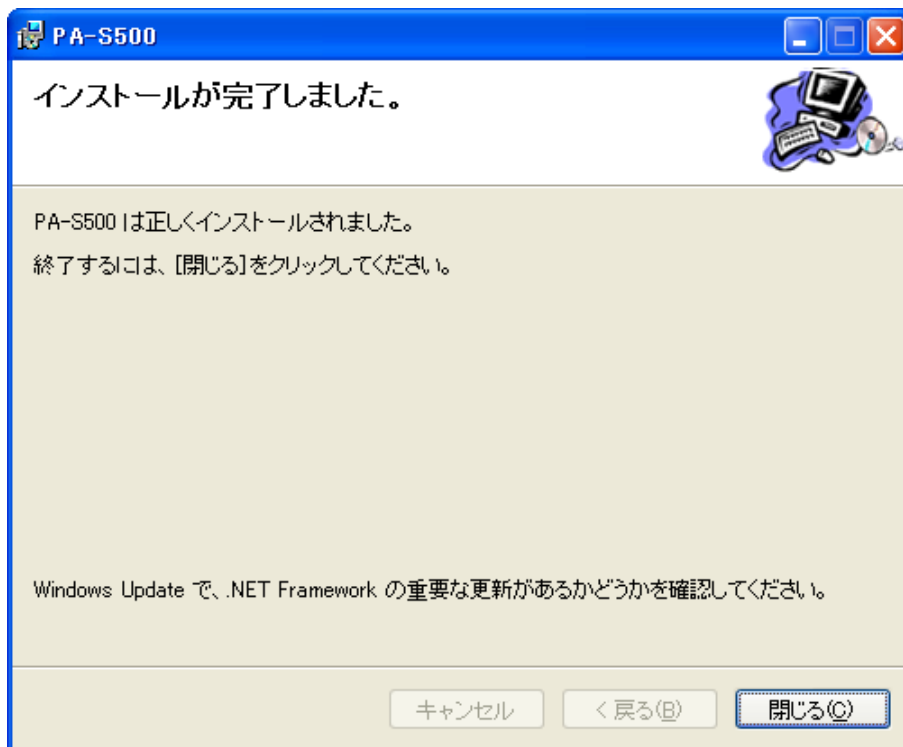 PA-S500
インストールが完了しました。
PA-S500 は正しくインストールされました。
終了するには、[閉じる]をクリックしてください。
Windows Update で、.NET Framework の重要な更新があるかどうかを確認してください。
キャンセル
< 戻る(B)
閉じる(C)